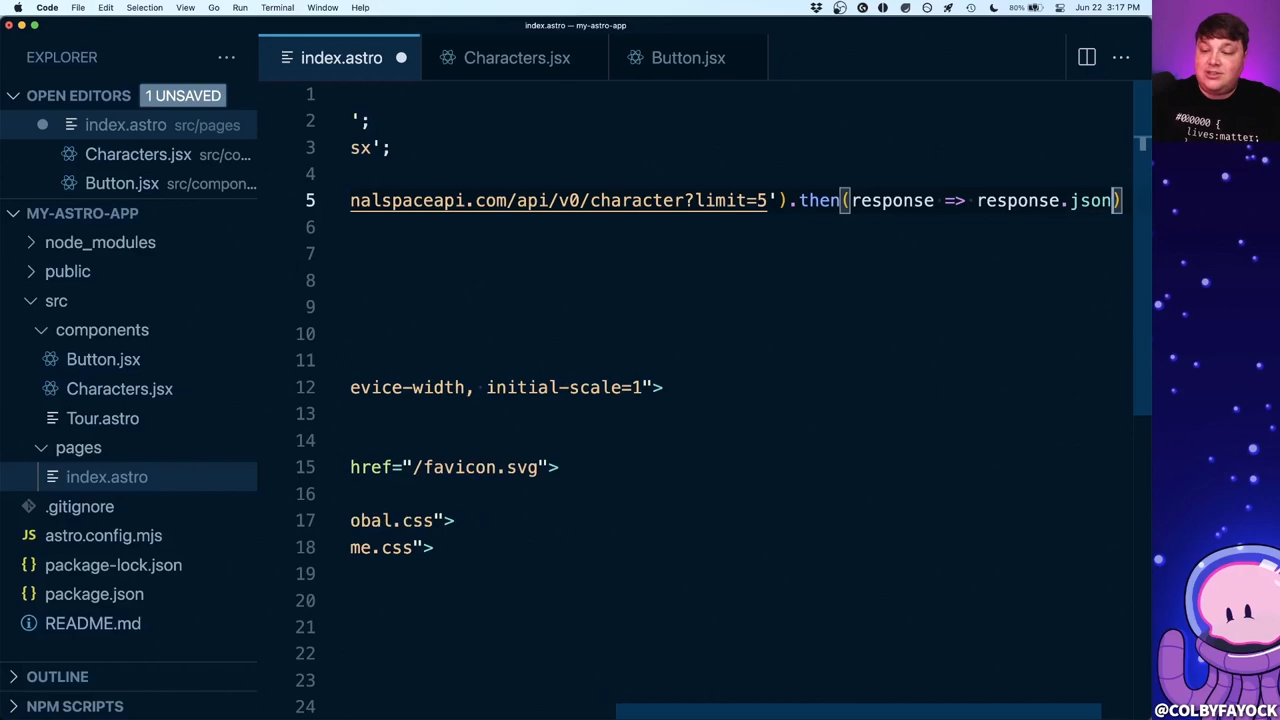 Code File Edit Selection View Go Run Terminal Window Help 80% Jun 22 3:17 PM
index.astro — my-astro-app
EXPLORER
index.astro
Characters.jsx
Button.jsx
OPEN EDITORS 1 UNSAVED
index.astro src/pages
Characters.jsx src/co...
Button.jsx src/compon...
MY-ASTRO-APP
node_modules
public
src
components
Button.jsx
Characters.jsx
Tour.astro
pages
index.astro
.gitignore
JS astro.config.mjs
{} package-lock.json
{} package.json
README.md
OUTLINE
NPM SCRIPTS
1
2 ';
3 sx';
4
5 nalspaceapi.com/api/v0/character?limit=5').then(response => response.json)
6
7
8
9
10
11
12 evice-width, initial-scale=1">
13
14
15 href="/favicon.svg">
16
17 obal.css">
18 me.css">
19
20
21
22
23
24
#000000 {
lives:matter;
@COLBYFAYOCK